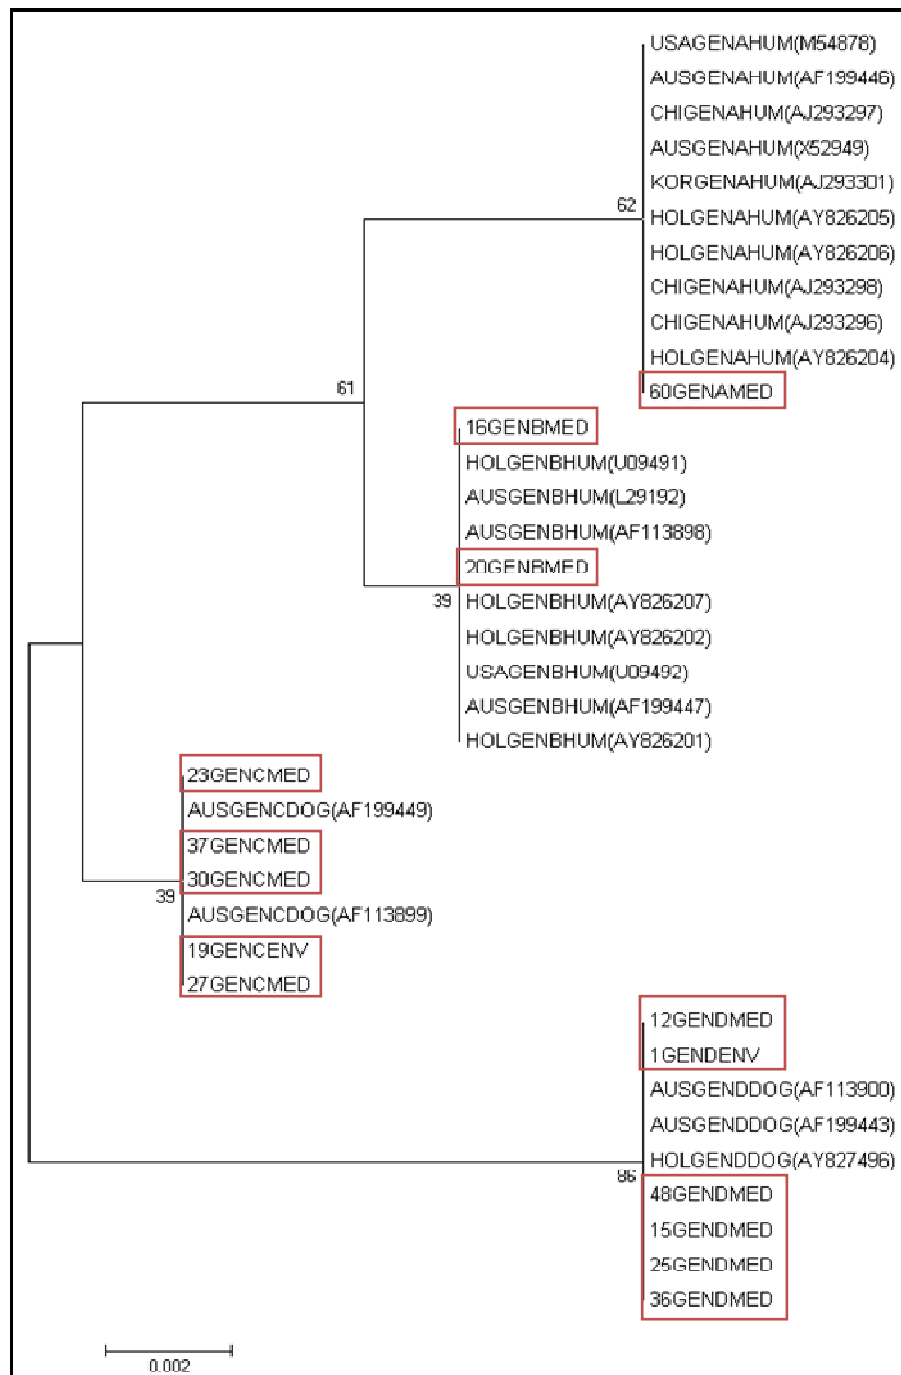 USAGENAHUM(M54878)
AUSGENAHUM(AF199446)
CHIGENAHUM(AJ293297)
AUSGENAHUM(X52949)
KORGENAHUM(AJ293301)
62
HOLGENAHUM(AY826205)
HOLGENAHUM(AY826206)
CHIGENAHUM(AJ293298)
CHIGENAHUM(AJ293296)
HOLGENAHUM(AY826204)
61
60GENAMED
16GENBMED
HOLGENBHUM(U09491)
AUSGENBHUM(L29192)
AUSGENBHUM(AF113898)
20GENBMED
39
HOLGENBHUM(AY826207)
HOLGENBHUM(AY826202)
USAGENBHUM(U09492)
AUSGENBHUM(AF199447)
HOLGENBHUM(AY826201)
23GENCMED
AUSGENCDOG(AF199449)
37GENCMED
30GENCMED
39
AUSGENCDOG(AF113899)
19GENCENV
27GENCMED
12GENDMED
1GENDENV
AUSGENDDOG(AF113900)
AUSGENDDOG(AF199443)
HOLGENDDOG(AY827496)
86
48GENDMED
15GENDMED
25GENDMED
36GENDMED
0.002